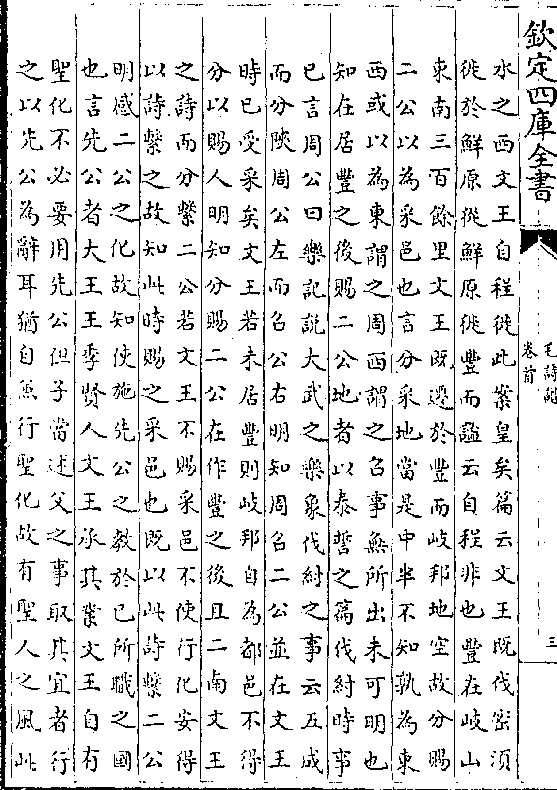 欽定四庫全書
毛詩
卷首
三
水之西文王自程徙此案皇矣篇云文王既伐宻須
徙於鮮原從鮮原徙豐而謐云自程非也豐在岐山
東南三百餘里文王既遷於豐而岐邦地空故分賜
二公以為采邑也言分采地當是中半不知孰為東
西或以為東謂之周西謂之召事無所出未可明也
知在居豐之後賜二公地者以泰誓之篇伐紂時事
已言周公曰樂記説大武之樂象伐紂之事云五成
而分陝周公左而召公右明知周召二公並在文王
時已受采矣文王若未居豐則岐邦自為都邑不得
分以賜人明知分賜二公在作豐之後且二南文王
之詩而分繫二公若文王不賜采邑不使行化安得
以詩繫之故知此時賜之采邑也既以此詩繫二公
明感二公之化故知使施先公之教於已所職之國
也言先公者大王王季賢人文王承其業文王自有
聖化不必要用先公但子當述父之事取其宜者行
之以先公為辭耳猶自兼行聖化故有聖人之風此